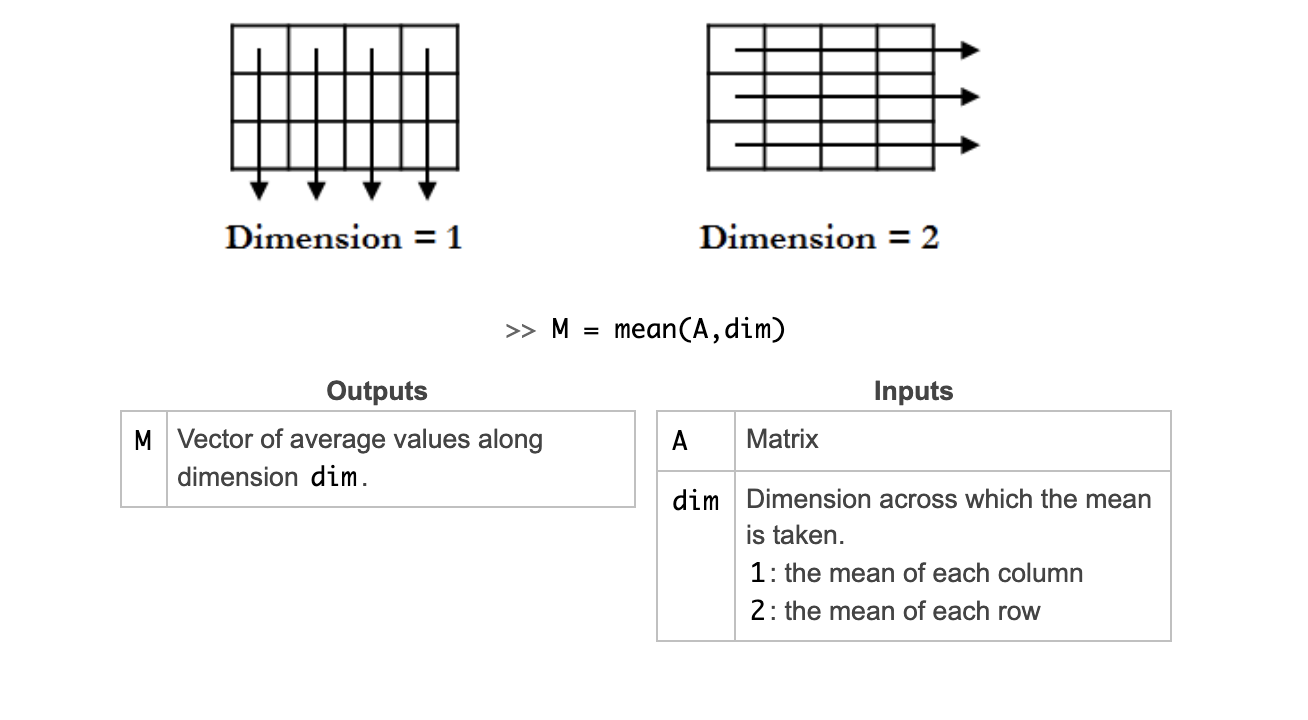 Dimension = 1
Dimension = 2
>> M = mean(A,dim)
Outputs
M
Vector of average values along
dimension dim.
Inputs
A
Matrix
dim
Dimension across which the mean
is taken.
1: the mean of each column
2: the mean of each row